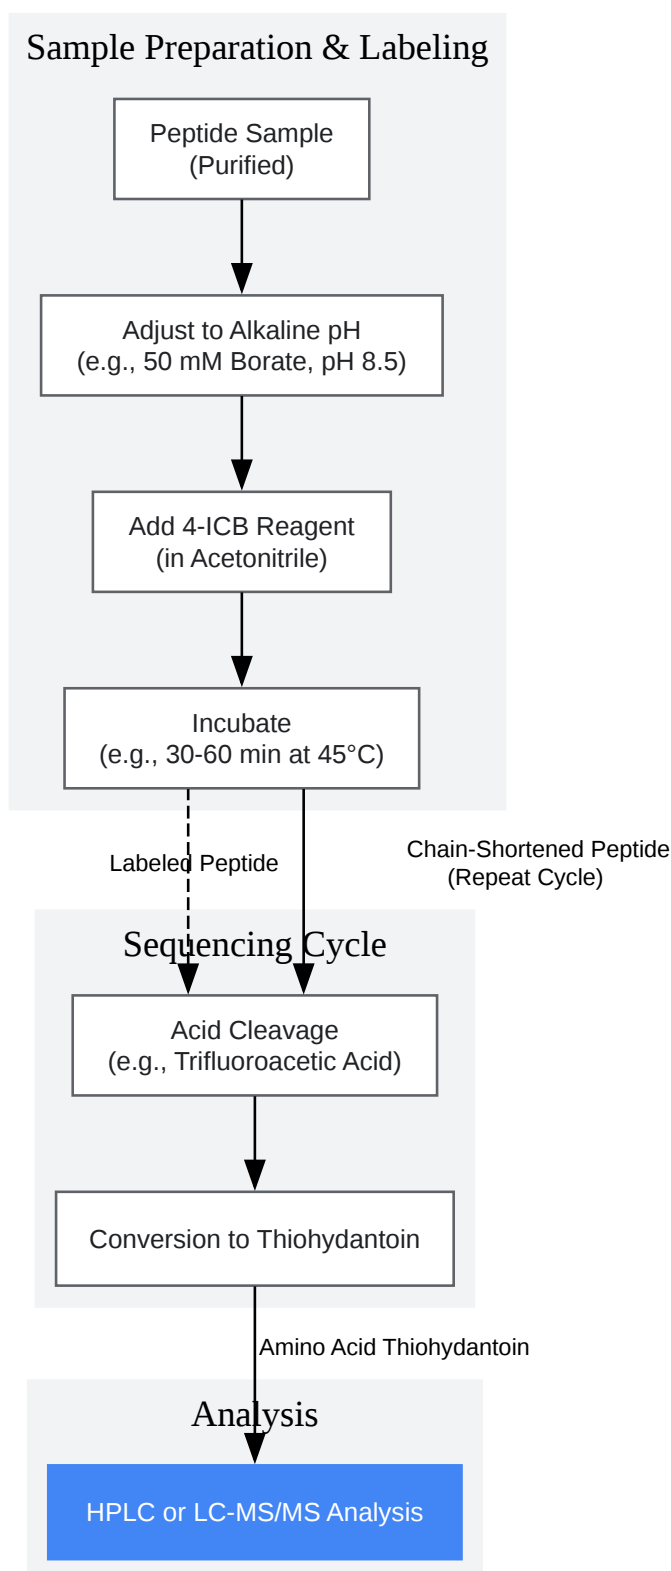 Sample Preparation & Labeling
Peptide Sample
(Purified)
Adjust to Alkaline pH
(e.g., 50 mM Borate, pH 8.5)
Add 4-ICB Reagent
(in Acetonitrile)
Incubate
(e.g., 30-60 min at 45°C)
Labeled Peptide
Chain-Shortened Peptide
(Repeat Cycle)
Sequencing Cycle
Acid Cleavage
(e.g., Trifluoroacetic Acid)
Conversion to Thiohydantoin
Amino Acid Thiohydantoin
Analysis
HPLC or LC-MS/MS Analysis